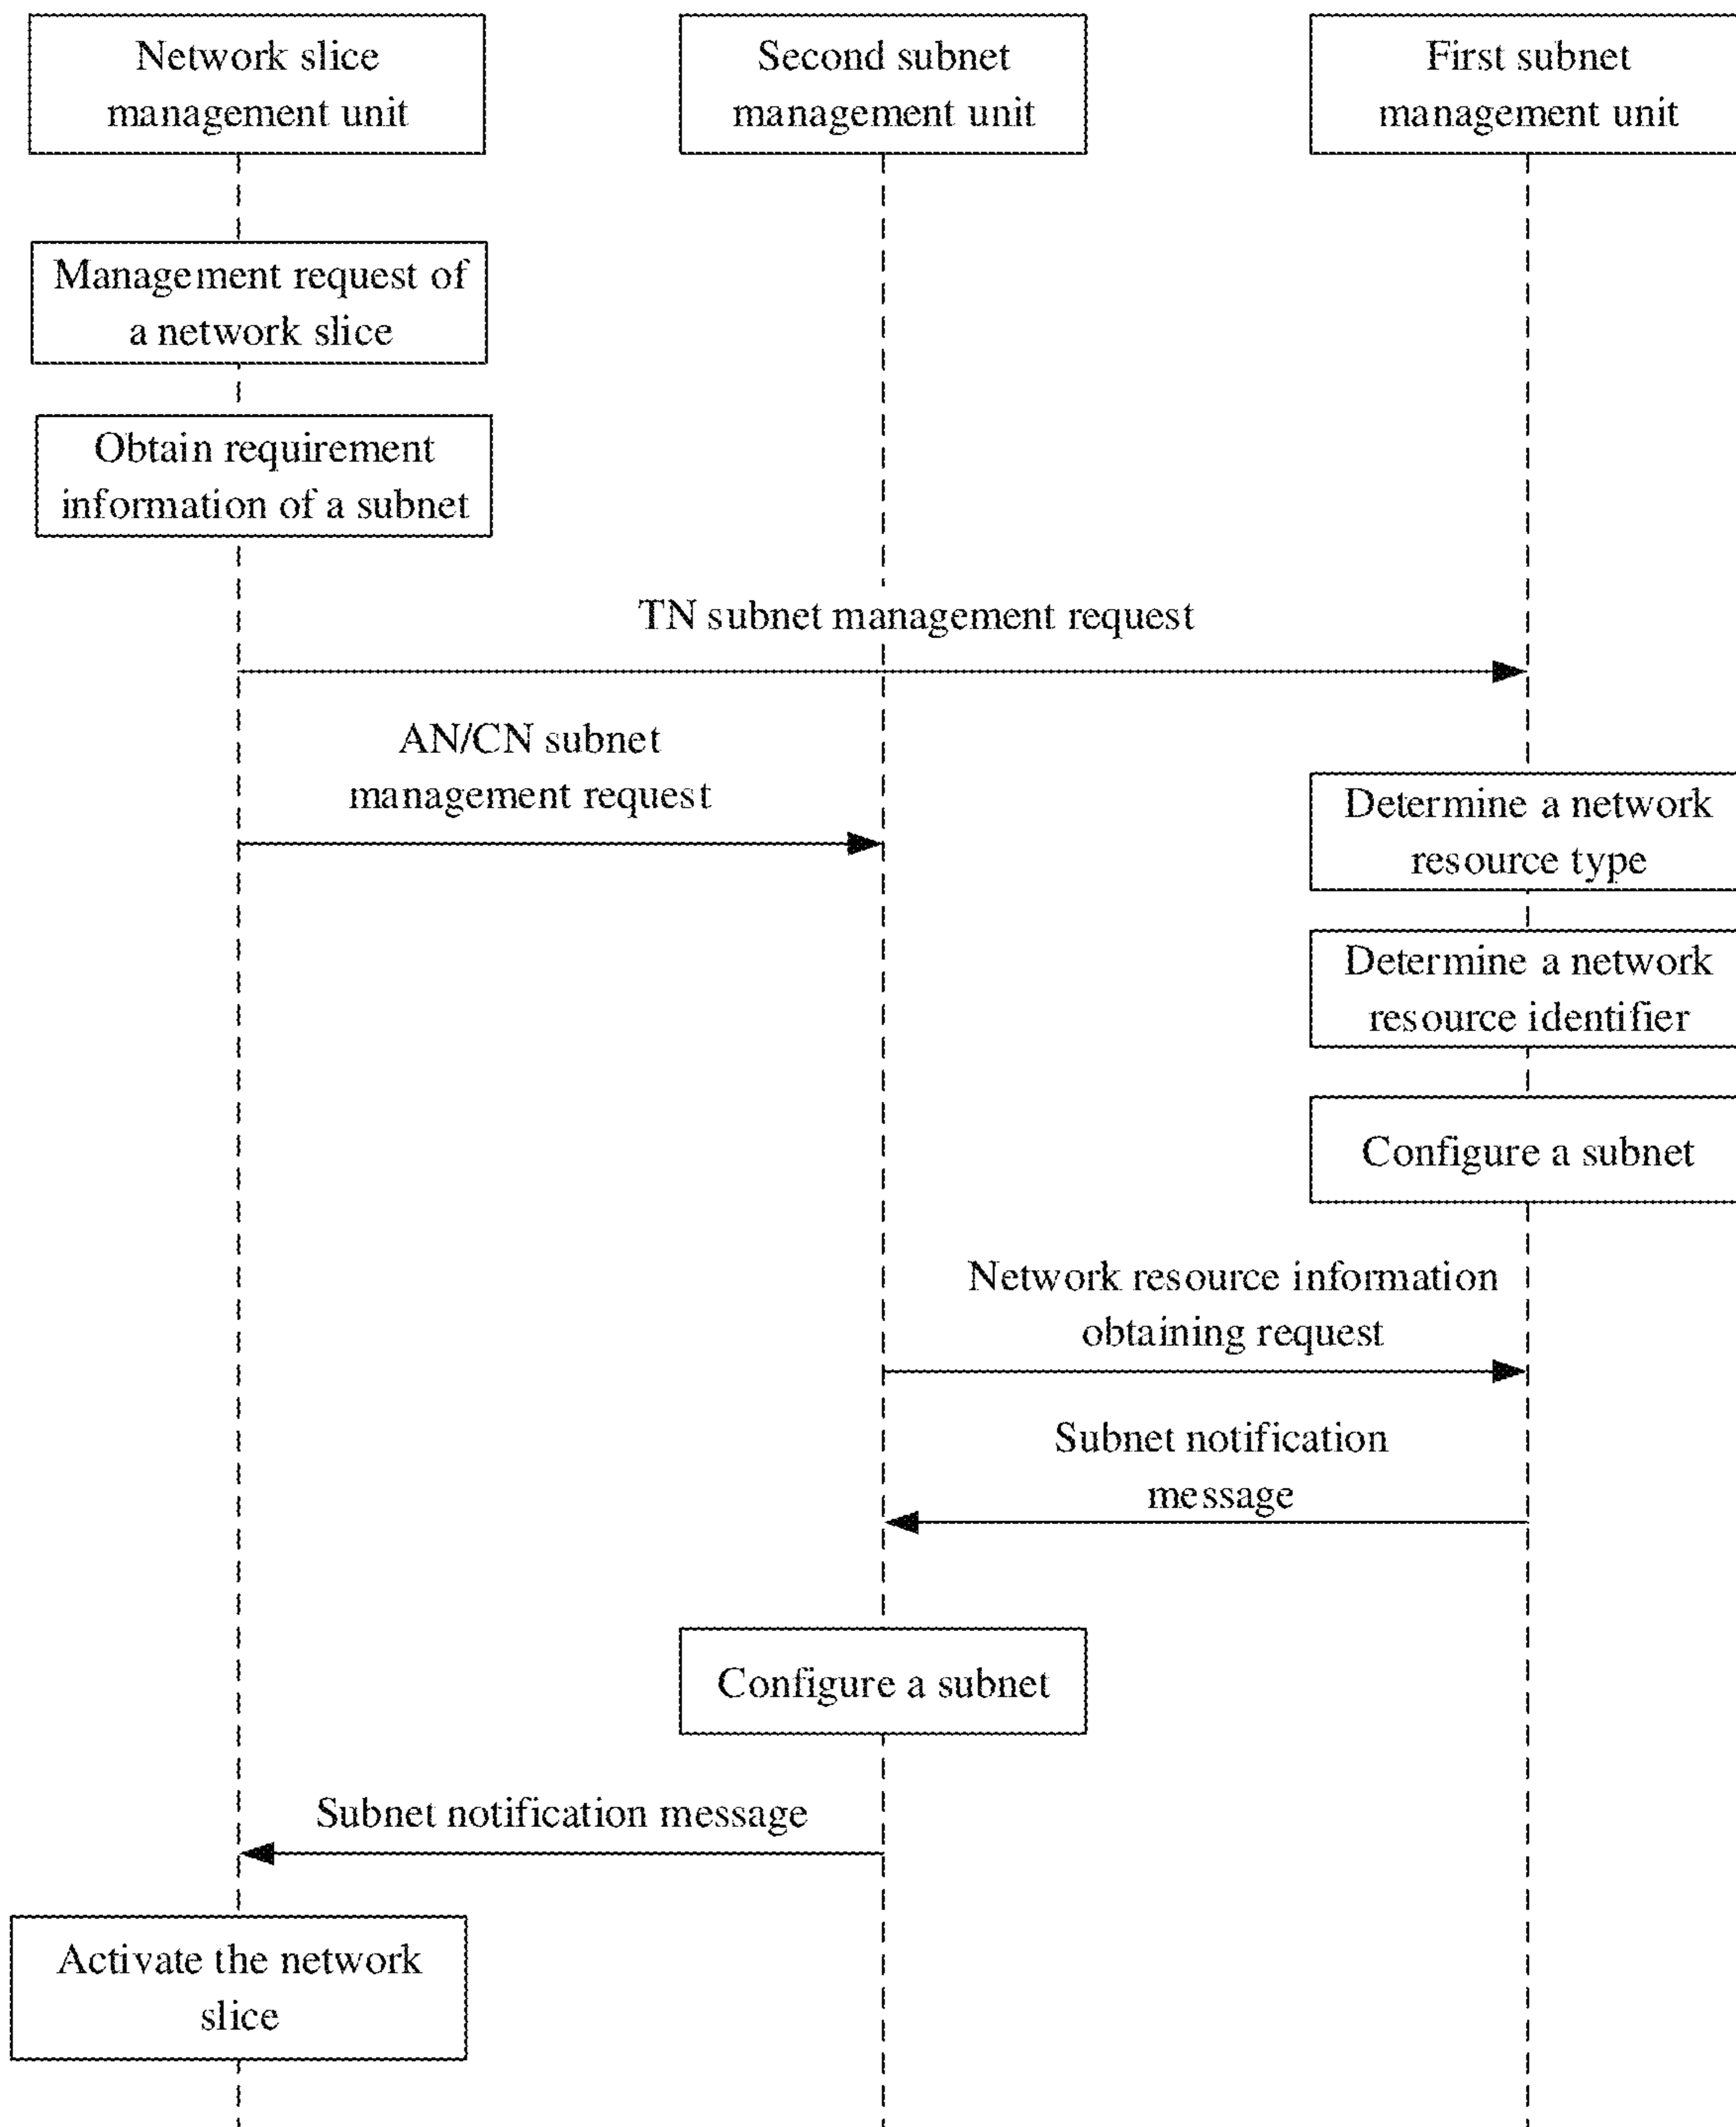 Network slice
management unit
Second subnet
management unit
First subnet
management unit
Management request of
a network slice
Obtain requirement
information of a subnet
TN subnet management request
AN/CN subnet
management request
Determine a network
resource type
Determine a network
resource identifier
Configure a subnet
Network resource information
obtaining request
Subnet notification
message
Configure a subnet
Subnet notification message
Activate the network
slice